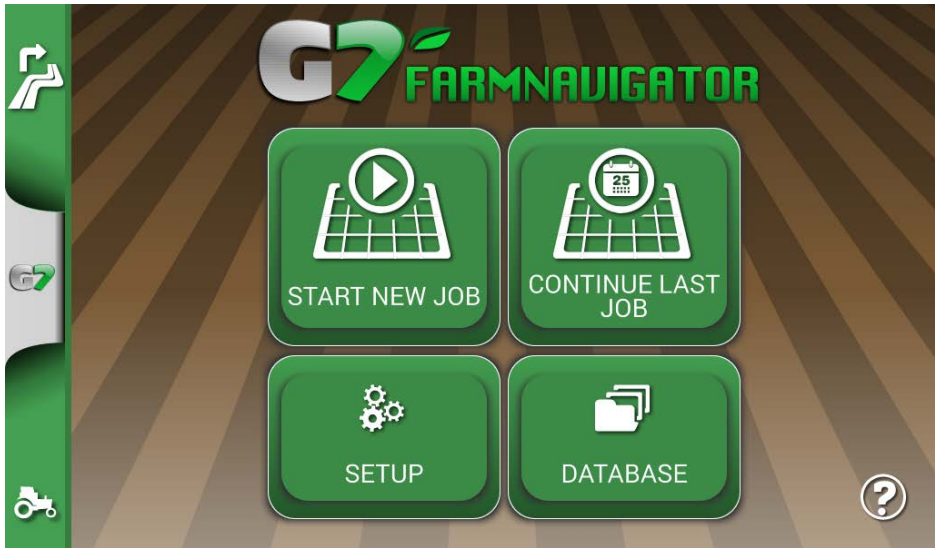 G7 FARMNAVIGATOR
G7
START NEW JOB
25
CONTINUE LAST
JOB
SETUP
DATABASE
?